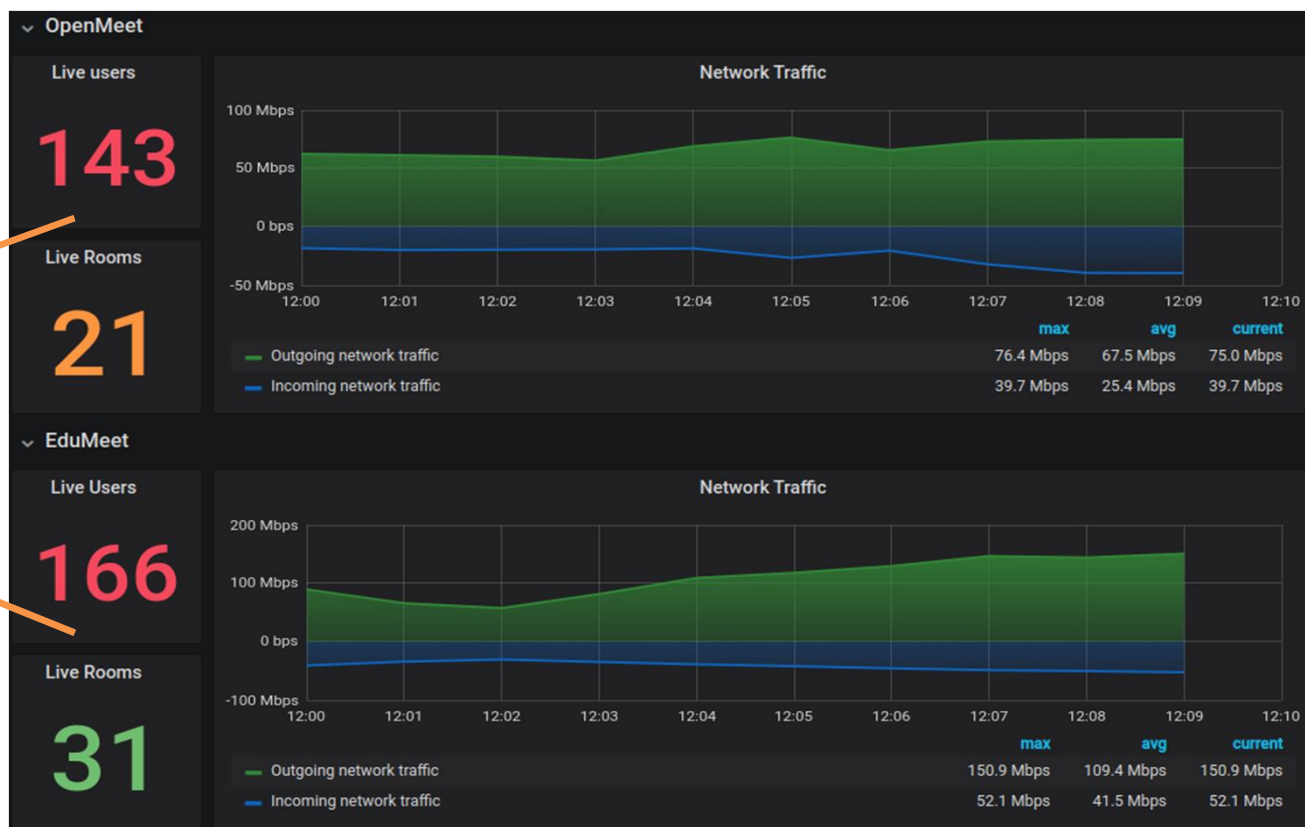 OpenMeet
Live users
143
Live Rooms
21
Network Traffic
100 Mbps
50 Mbps
0 bps
-50 Mbps
12:00 12:01 12:02 12:03 12:04 12:05 12:06 12:07 12:08 12:09 12:10
max avg current
Outgoing network traffic 76.4 Mbps 67.5 Mbps 75.0 Mbps
Incoming network traffic 39.7 Mbps 25.4 Mbps 39.7 Mbps
EduMeet
Live Users
166
Live Rooms
31
Network Traffic
200 Mbps
100 Mbps
0 bps
-100 Mbps
12:00 12:01 12:02 12:03 12:04 12:05 12:06 12:07 12:08 12:09 12:10
max avg current
Outgoing network traffic 150.9 Mbps 109.4 Mbps 150.9 Mbps
Incoming network traffic 52.1 Mbps 41.5 Mbps 52.1 Mbps